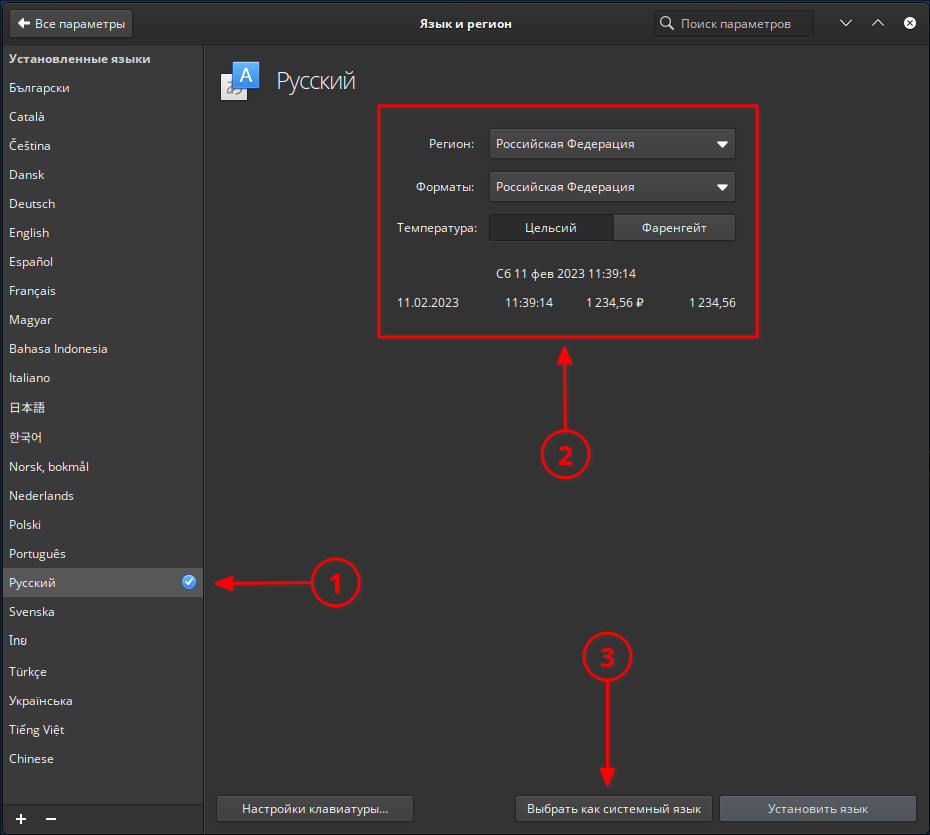 Все параметры
Язык и регион
Поиск параметров
Установленные языки
Български
Català
Čeština
Dansk
Deutsch
English
Español
Français
Magyar
Bahasa Indonesia
Italiano
日本語
한국어
Norsk, bokmål
Nederlands
Polski
Português
Русский
Svenska
ไทย
Türkçe
Українська
Tiếng Việt
Chinese
あ A
Русский
Регион: Российская Федерация
Форматы: Российская Федерация
Температура: Цельсий Фаренгейт
Сб 11 фев 2023 11:39:14
11.02.2023 11:39:14 1 234,56 ₽ 1 234,56
2
1
3
Настройки клавиатуры...
Выбрать как системный язык
Установить язык